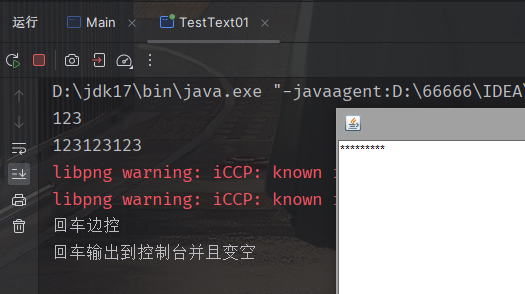 运行
Main
TestText01
D:\jdk17\bin\java.exe "-javaagent:D:\66666\IDEA\
123
123123123
libpng warning: iCCP: known
libpng warning: iCCP: known
回车边控
回车输出到控制台并且变空
*********